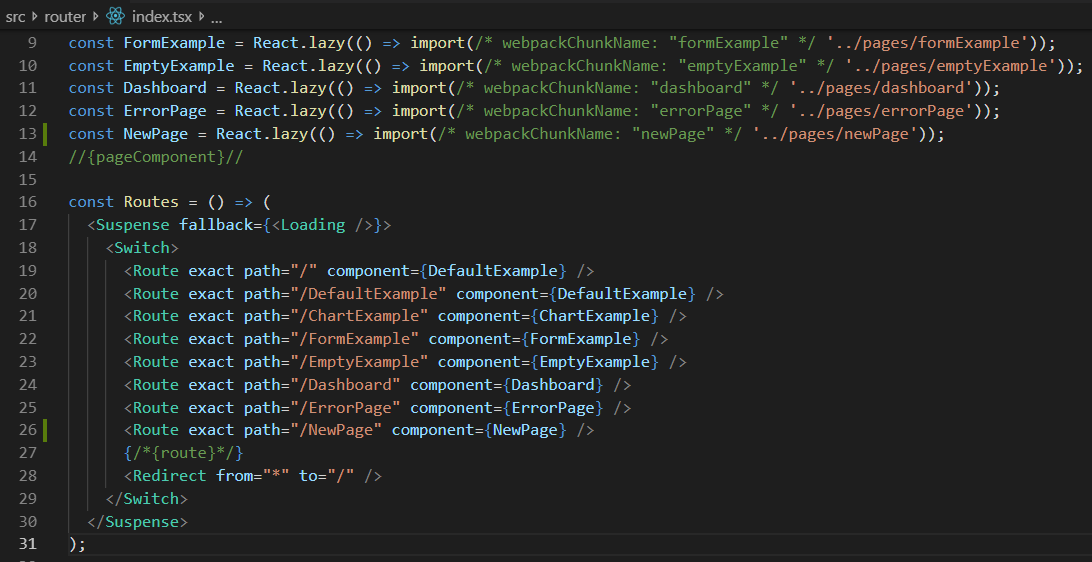 src router index.tsx ...
9 const FormExample = React.lazy(() => import(/* webpackChunkName: "formExample" */ '../pages/formExample'));
10 const EmptyExample = React.lazy(() => import(/* webpackChunkName: "emptyExample" */ '../pages/emptyExample'));
11 const Dashboard = React.lazy(() => import(/* webpackChunkName: "dashboard" */ '../pages/dashboard'));
12 const ErrorPage = React.lazy(() => import(/* webpackChunkName: "errorPage" */ '../pages/errorPage'));
13 const NewPage = React.lazy(() => import(/* webpackChunkName: "newPage" */ '../pages/newPage'));
14 //{pageComponent}//
15
16 const Routes = () => (
17 <Suspense fallback={<Loading />}>
18 <Switch>
19 <Route exact path="/" component={DefaultExample} />
20 <Route exact path="/DefaultExample" component={DefaultExample} />
21 <Route exact path="/ChartExample" component={ChartExample} />
22 <Route exact path="/FormExample" component={FormExample} />
23 <Route exact path="/EmptyExample" component={EmptyExample} />
24 <Route exact path="/Dashboard" component={Dashboard} />
25 <Route exact path="/ErrorPage" component={ErrorPage} />
26 <Route exact path="/NewPage" component={NewPage} />
27 {/*{route}*/}
28 <Redirect from="*" to="/" />
29 </Switch>
30 </Suspense>
31 );